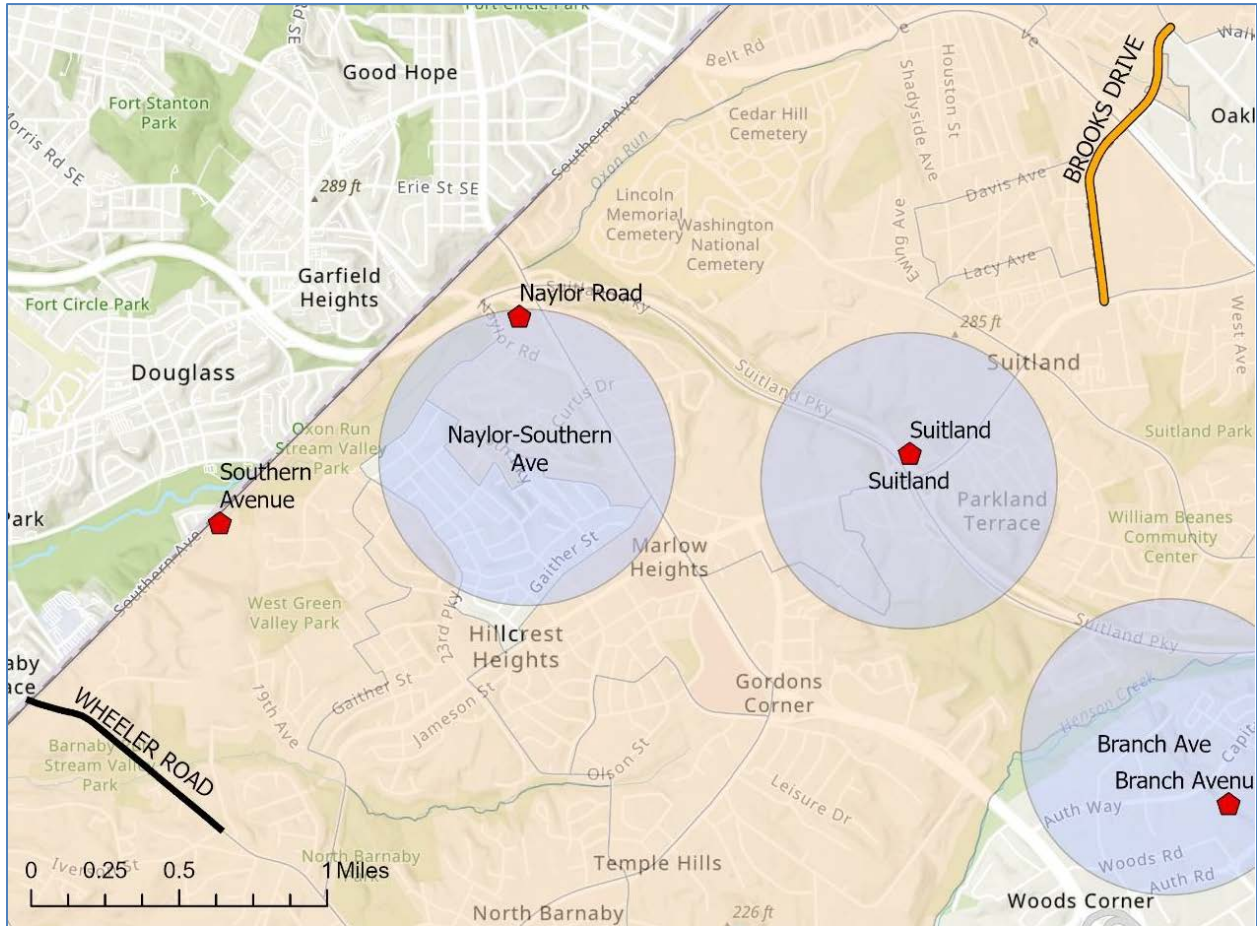 Fort Circle Park
Good Hope
Fort Stanton
Park
Morris Rd SE
Rd SE
289 ft
Erie St SE
Garfield
Heights
Fort Circle Park
Douglass
Southern Ave
Oxon Run
Belt Rd
Cedar Hill
Cemetery
Lincoln
Memorial
Cemetery
Washington
National
Cemetery
Shadyside Ave
Houston St
Ewing Ave
Davis Ave
Lacy Ave
BROOKS DRIVE
Oakl
West Ave
285 ft
Suitland
Naylor Road
Naylor Rd
Curtis Dr
Suitland Pky
Naylor-Southern
Ave
Oxon Run
Stream Valley
Park
Southern
Avenue
Park
Southern Ave
West Green
Valley Park
23rd Pky
Gaither St
Hillcrest
Heights
Marlow
Heights
Suitland
Suitland
Parkland
Terrace
Suitland Park
William Beanes
Community
Center
Suitland Pky
Henson Creek
Branch Ave
Capit
Branch Avenu
Auth Way
Woods Rd
Auth Rd
Woods Corner
Gordons
Corner
Leisure Dr
Olson St
Jameson St
Gaither St
19th Ave
aby
ace
WHEELER ROAD
Stream Valley
Park
Iverson St
North Barnaby
Temple Hills
North Barnaby
226 ft
0 0.25 0.5 1 Miles